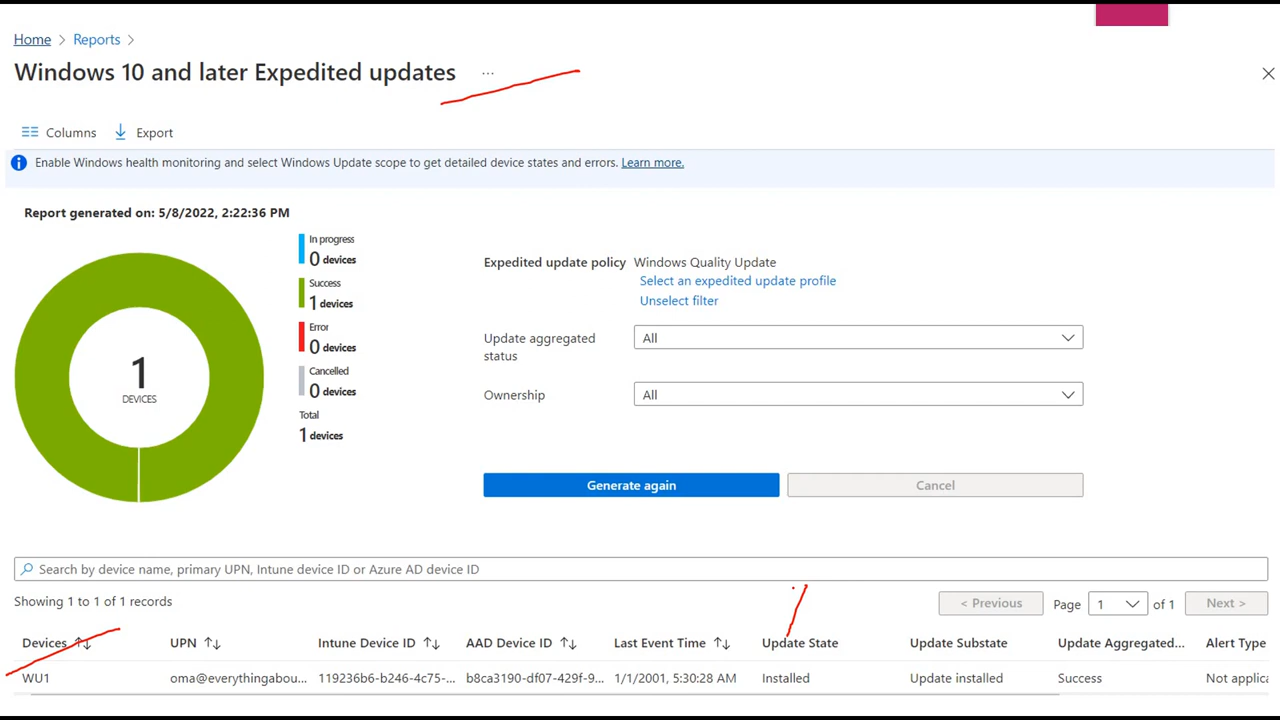 Home > Reports >
Windows 10 and later Expedited updates ...
Columns Export
Enable Windows health monitoring and select Windows Update scope to get detailed device states and errors. Learn more.
Report generated on: 5/8/2022, 2:22:36 PM
1
DEVICES
In progress
0 devices
Success
1 devices
Error
0 devices
Cancelled
0 devices
Total
1 devices
Expedited update policy Windows Quality Update
Select an expedited update profile
Unselect filter
Update aggregated status All
Ownership All
Generate again Cancel
Search by device name, primary UPN, Intune device ID or Azure AD device ID
Showing 1 to 1 of 1 records
< Previous Page 1 of 1 Next >
Devices UPN Intune Device ID AAD Device ID Last Event Time Update State Update Substate Update Aggregated... Alert Type
WU1 oma@everythingabou... 119236b6-b246-4c75-... b8ca3190-df07-429f-9... 1/1/2001, 5:30:28 AM Installed Update installed Success Not applica